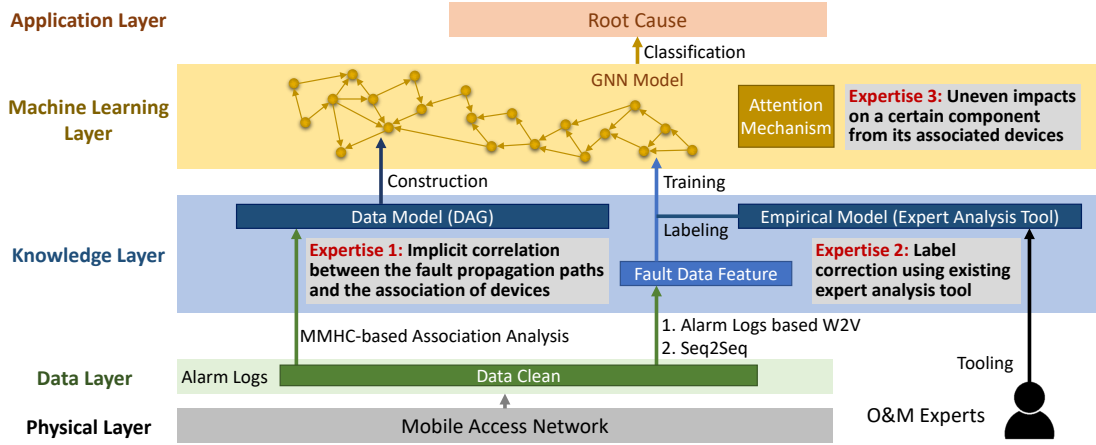 Application Layer
Root Cause
Classification
GNN Model
Machine Learning
Layer
Attention
Mechanism
Expertise 3: Uneven impacts
on a certain component
from its associated devices
Construction
Training
Data Model (DAG)
Empirical Model (Expert Analysis Tool)
Labeling
Knowledge Layer
Expertise 1: Implicit correlation
between the fault propagation paths
and the association of devices
Fault Data Feature
Expertise 2: Label
correction using existing
expert analysis tool
MMHC-based Association Analysis
1. Alarm Logs based W2V
2. Seq2Seq
Tooling
Data Layer
Alarm Logs
Data Clean
Physical Layer
Mobile Access Network
O&M Experts